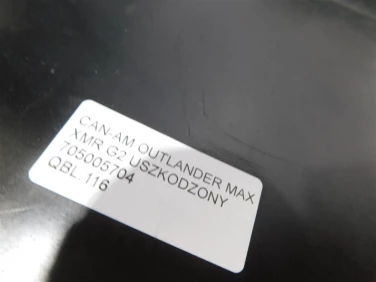 CAN-AM OUTLANDER MAX
XMR G2 USZKODZONY
705005704
QBL.116